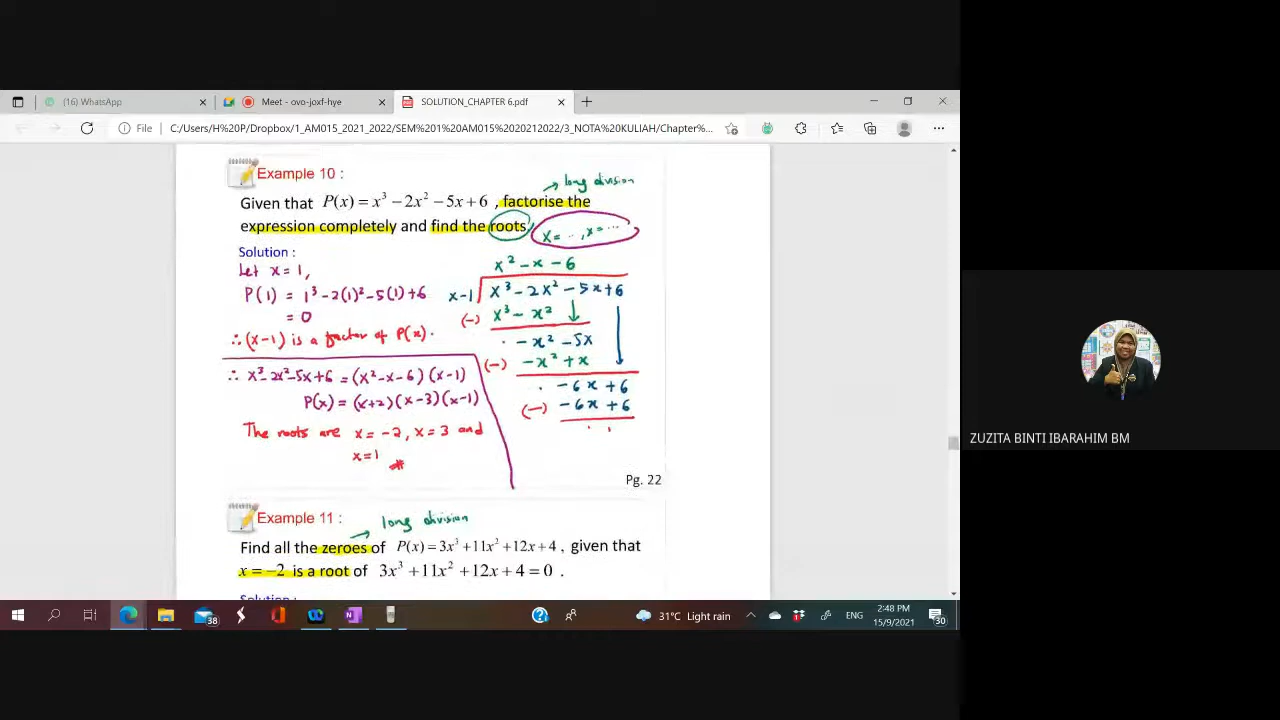 (16) WhatsApp
Meet - ovo-joxf-hye
SOLUTION_CHAPTER 6.pdf
File
C:/Users/H%20P/Dropbox/1_AM015_2021_2022/SEM%201%20AM015%2020212022/3_NOTA%20KULIAH/Chapter%...
Example 10 :
→ long division
Given that P(x) = x³ − 2x² − 5x + 6 , factorise the
expression completely and find the roots.
x = .., x = ...
Solution :
Let x = 1,
P(1) = 1³ − 2(1)² − 5(1) + 6
= 0
∴ (x−1) is a factor of P(x).
∴ x³ − 2x² − 5x + 6 = (x² − x − 6)(x − 1)
P(x) = (x+2)(x−3)(x−1)
The roots are x = −2, x = 3 and
x = 1
x² − x − 6
x−1 x³ − 2x² − 5x + 6
(−) x³ − x²
− x² − 5x
(−) − x² + x
− 6x + 6
(−) − 6x + 6
Pg. 22
Example 11 :
→ long division
Find all the zeroes of P(x) = 3x³ + 11x² + 12x + 4 , given that
x = −2 is a root of 3x³ + 11x² + 12x + 4 = 0 .
Solution :
ZUZITA BINTI IBARAHIM BM
38
31°C Light rain
1
ENG
2:48 PM
15/9/2021
30